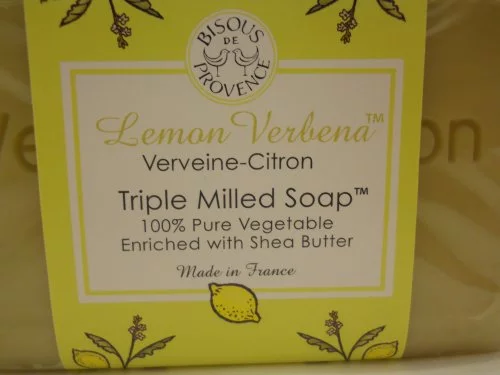 BISOUS
DE
PROVENCE
Lemon Verbena™
Verveine-Citron
Triple Milled Soap™
100% Pure Vegetable
Enriched with Shea Butter
Made in France